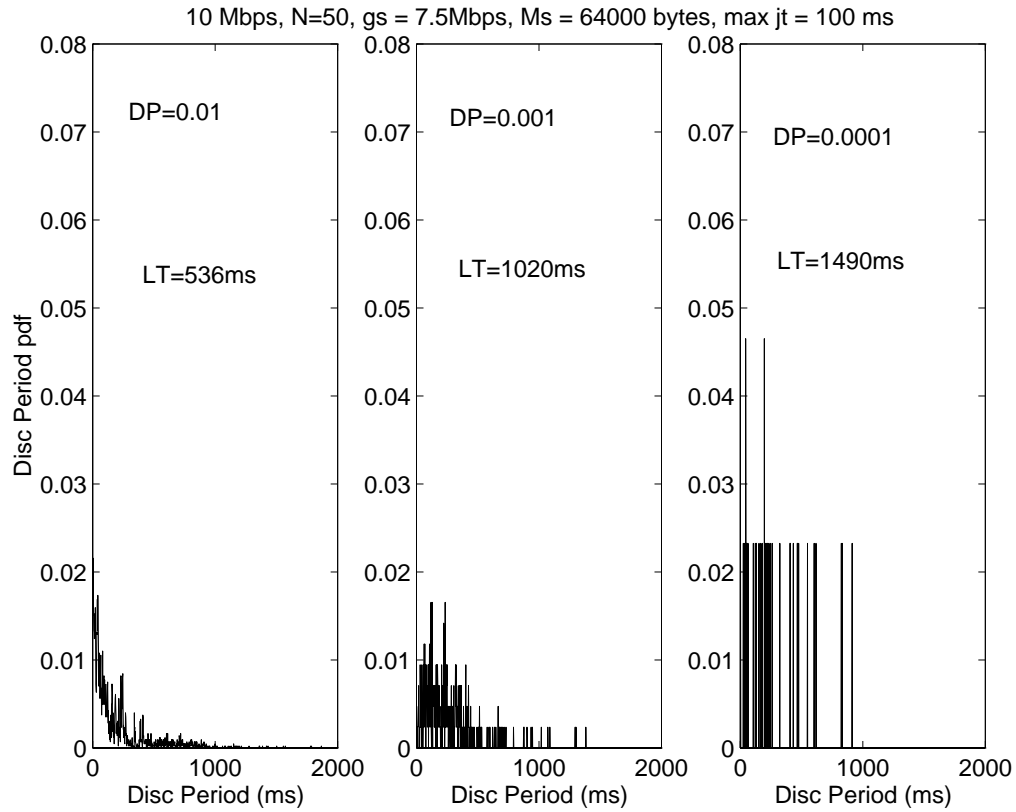 10 Mbps, N=50, gs = 7.5Mbps, Ms = 64000 bytes, max jt = 100 ms
Disc Period pdf
0.08
0.07
0.06
0.05
0.04
0.03
0.02
0.01
0
DP=0.01
LT=536ms
0 1000 2000
Disc Period (ms)
0.08
0.07
0.06
0.05
0.04
0.03
0.02
0.01
0
DP=0.001
LT=1020ms
0 1000 2000
Disc Period (ms)
0.08
0.07
0.06
0.05
0.04
0.03
0.02
0.01
0
DP=0.0001
LT=1490ms
0 1000 2000
Disc Period (ms)